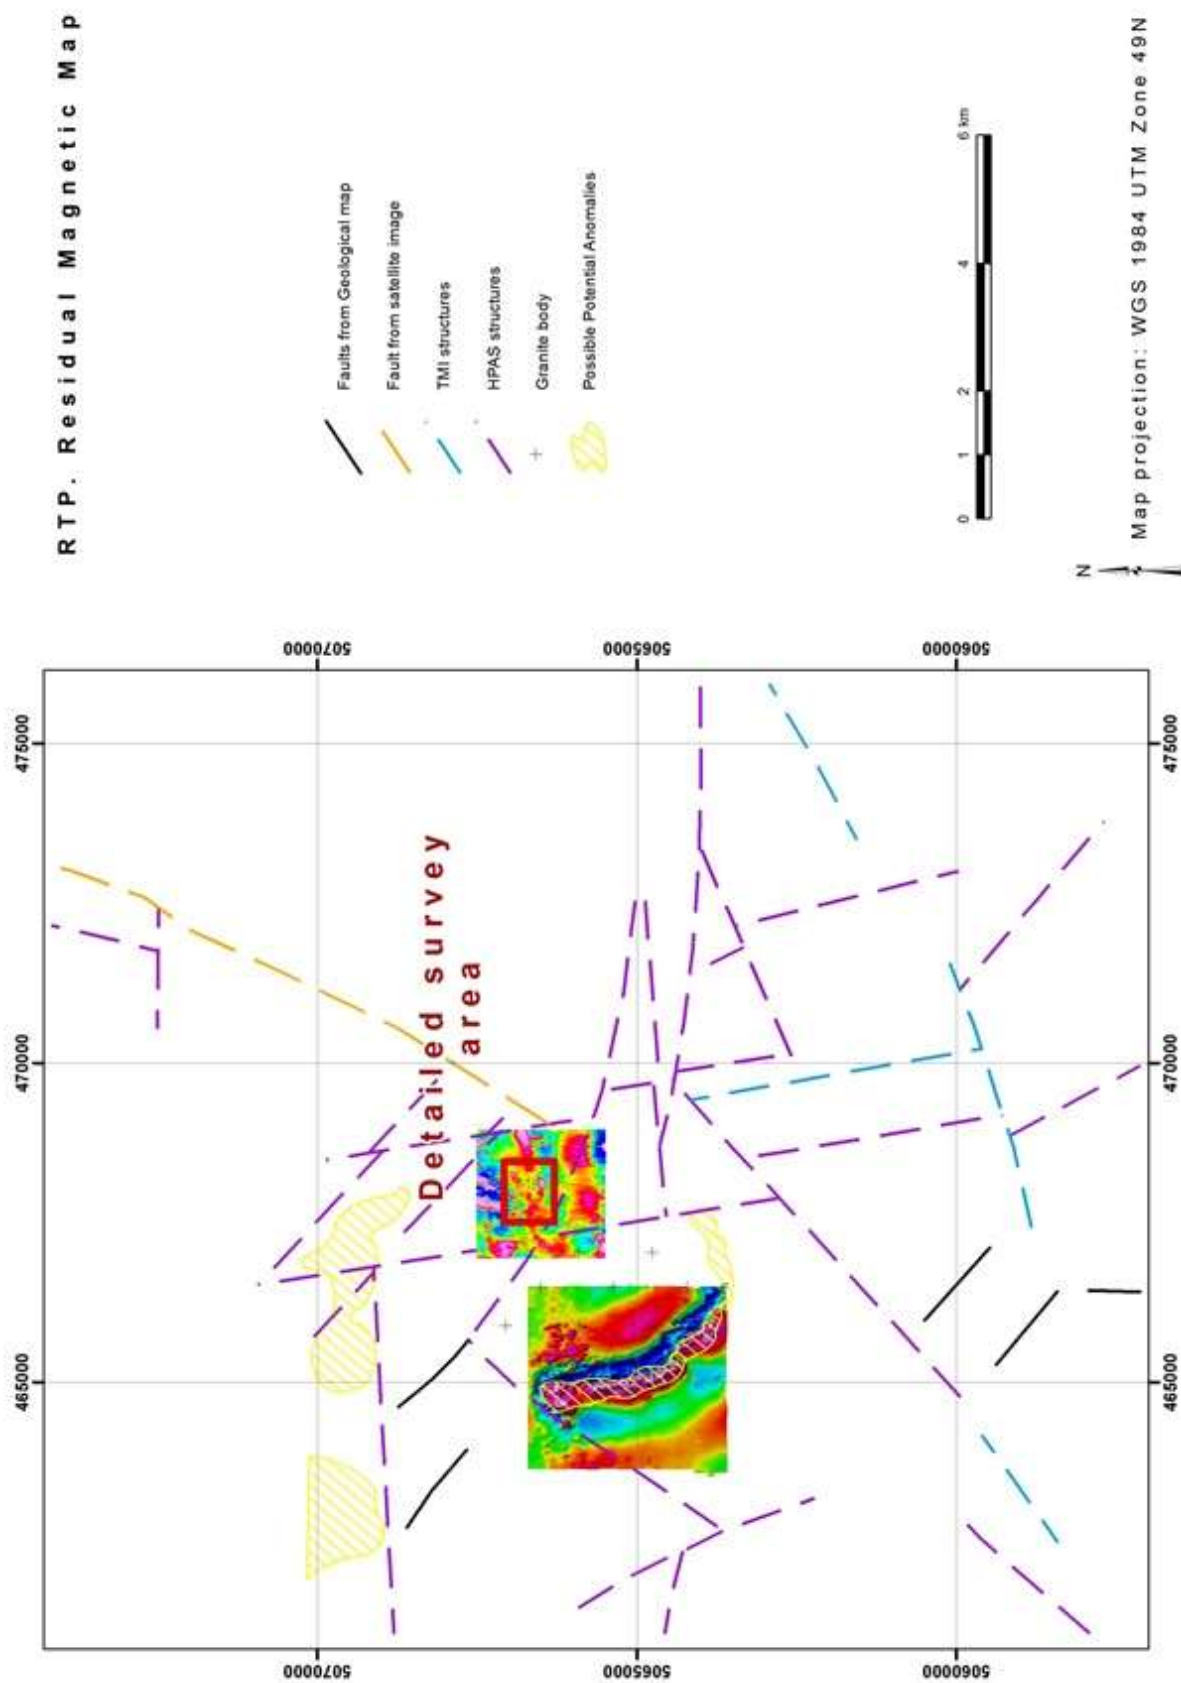 RTP. Residual Magnetic Map
Faults from Geological map
Fault from satellite image
TMI structures
HPAS structures
Granite body
Possible Potential Anomalies
0 1 2 4 6 km
N
Map projection: WGS 1984 UTM Zone 49N
465000
470000
475000
5070000
5065000
5060000
Detailed survey
area
5070000
5065000
5060000
465000
470000
475000